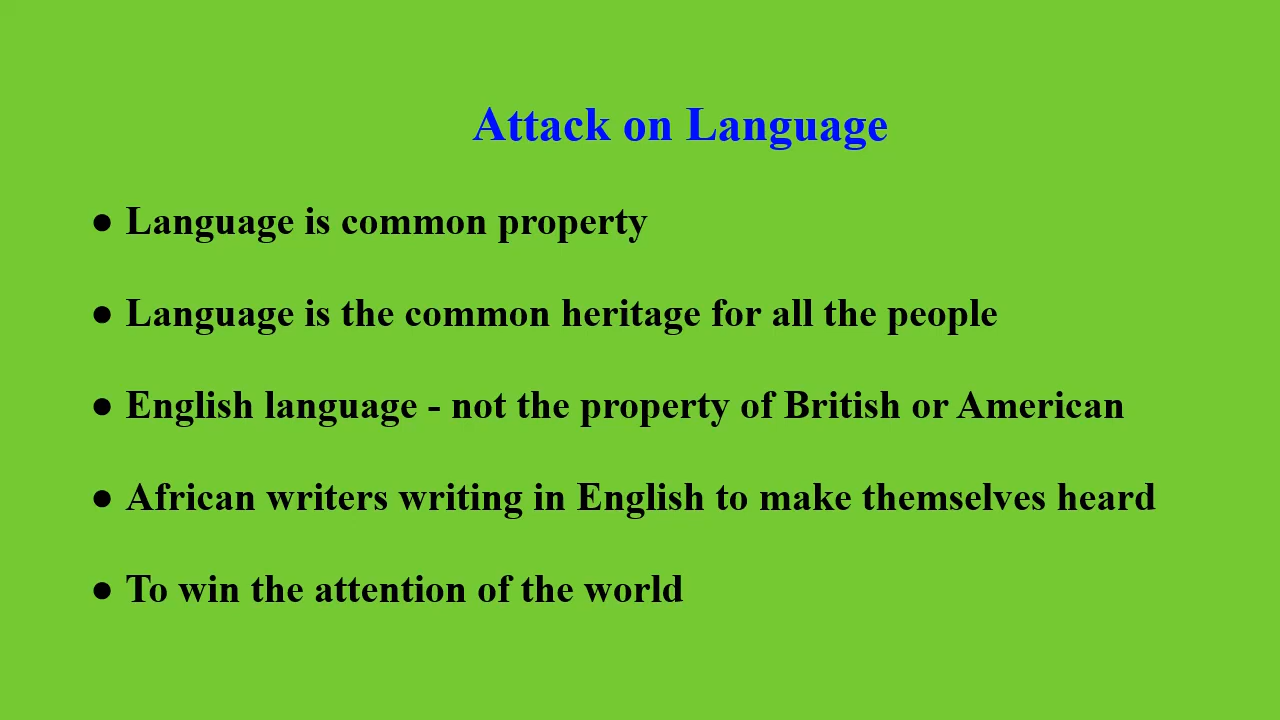 Attack on Language
● Language is common property
● Language is the common heritage for all the people
● English language - not the property of British or American
● African writers writing in English to make themselves heard
● To win the attention of the world